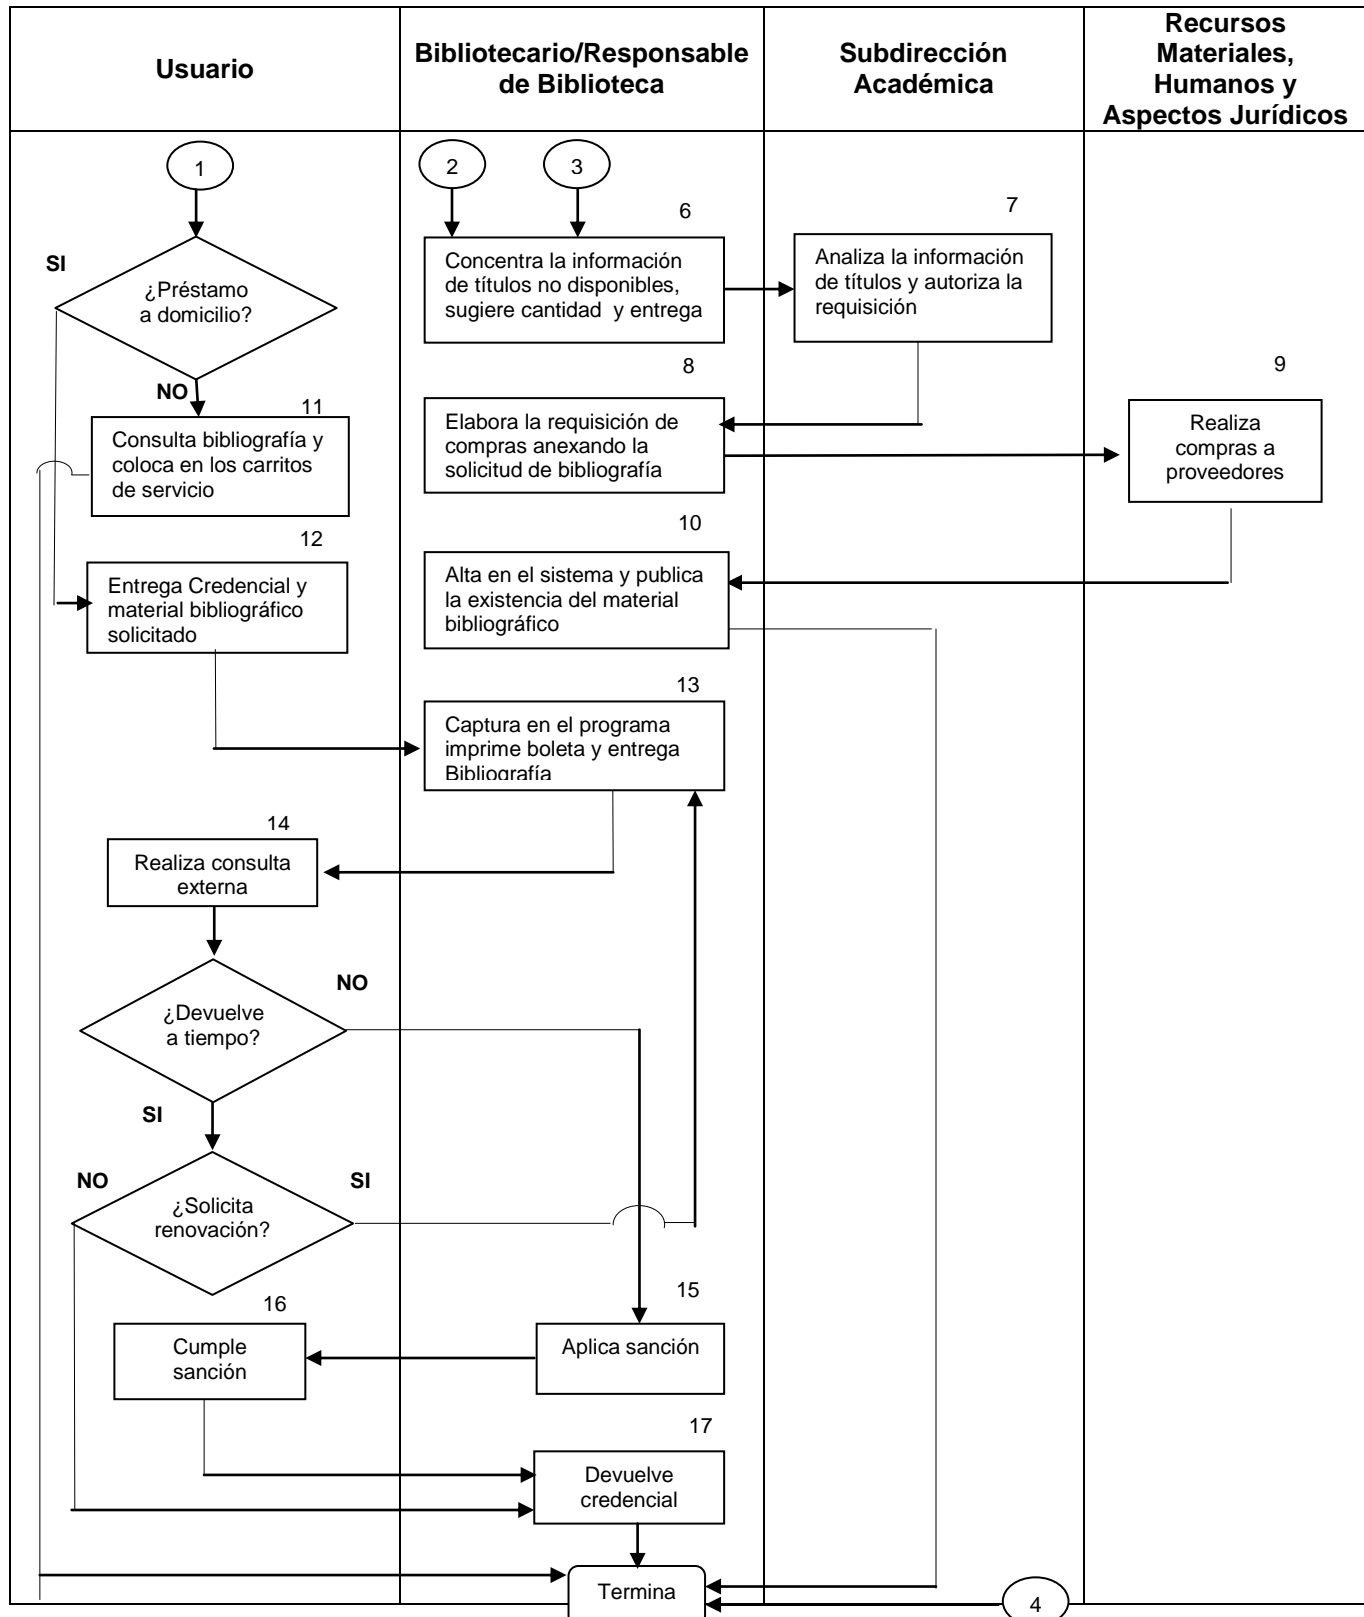 Usuario
Bibliotecario/Responsable
de Biblioteca
Subdirección
Académica
Recursos
Materiales,
Humanos y
Aspectos Jurídicos
1
2
3
6
7
SI
¿Préstamo
a domicilio?
Concentra la información
de títulos no disponibles,
sugiere cantidad y entrega
Analiza la información
de títulos y autoriza la
requisición
NO
8
9
11
Consulta bibliografía y
coloca en los carritos
de servicio
Elabora la requisición de
compras anexando la
solicitud de bibliografía
Realiza
compras a
proveedores
10
12
Entrega Credencial y
material bibliográfico
solicitado
Alta en el sistema y publica
la existencia del material
bibliográfico
13
Captura en el programa
imprime boleta y entrega
Bibliografía
14
Realiza consulta
externa
NO
¿Devuelve
a tiempo?
SI
NO
SI
¿Solicita
renovación?
16
15
Cumple
sanción
Aplica sanción
17
Devuelve
credencial
Termina
4